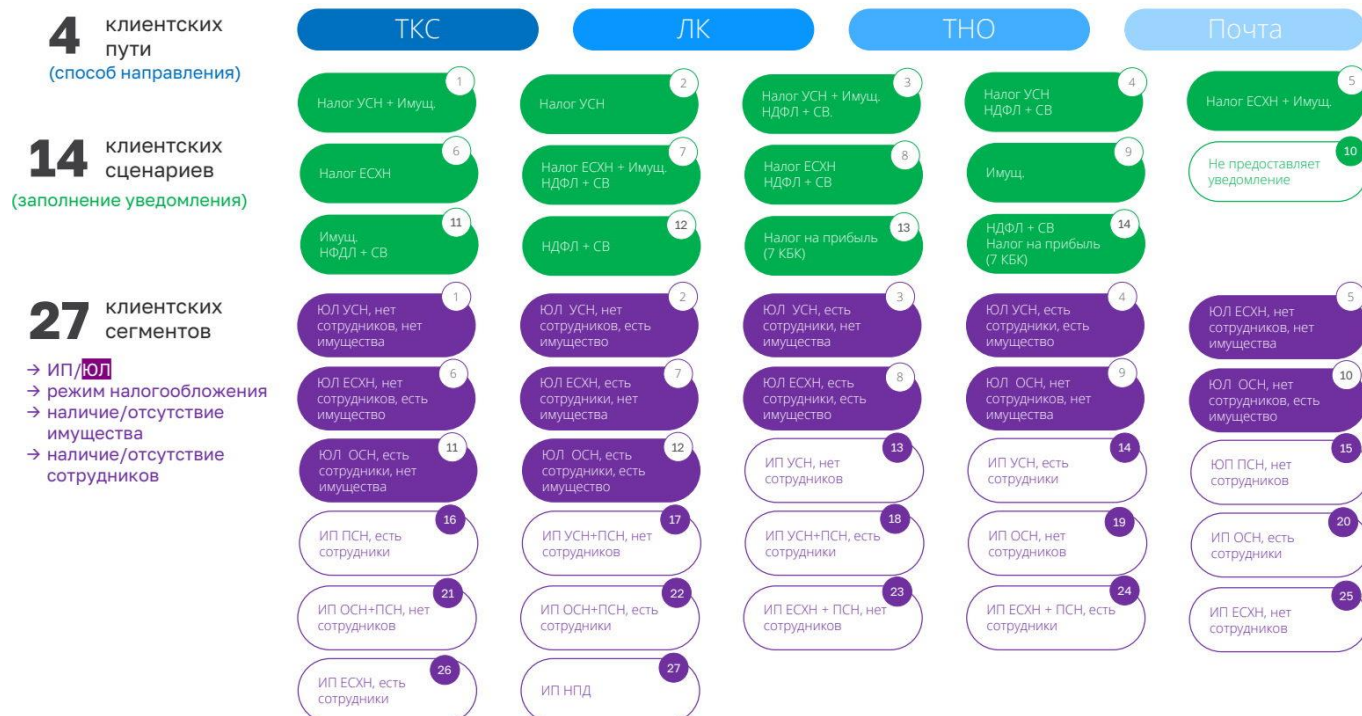 4 клиентских
пути
(способ направления)
ТКС
ЛК
ТНО
Почта
14 клиентских
сценариев
(заполнение уведомления)
1
Налог УСН + Имущ.
2
Налог УСН
3
Налог УСН + Имущ.
НДФЛ + СВ.
4
Налог УСН
НДФЛ + СВ
5
Налог ЕСХН + Имущ.
6
Налог ЕСХН
7
Налог ЕСХН + Имущ.
НДФЛ + СВ
8
Налог ЕСХН
НДФЛ + СВ
9
Имущ.
10
Не предоставляет
уведомление
11
Имущ.
НФДЛ + СВ
12
НДФЛ + СВ
13
Налог на прибыль
(7 КБК)
14
НДФЛ + СВ
Налог на прибыль
(7 КБК)
27 клиентских
сегментов
→ ИП/ЮЛ
→ режим налогообложения
→ наличие/отсутствие
имущества
→ наличие/отсутствие
сотрудников
1
ЮЛ УСН, нет
сотрудников, нет
имущества
2
ЮЛ УСН, нет
сотрудников, есть
имущество
3
ЮЛ УСН, есть
сотрудники, нет
имущества
4
ЮЛ УСН, есть
сотрудники, есть
имущество
5
ЮЛ ЕСХН, нет
сотрудников, нет
имущества
6
ЮЛ ЕСХН, нет
сотрудников, есть
имущество
7
ЮЛ ЕСХН, есть
сотрудники, нет
имущества
8
ЮЛ ЕСХН, есть
сотрудники, есть
имущество
9
ЮЛ ОСН, нет
сотрудников, нет
имущества
10
ЮЛ ОСН, нет
сотрудников, есть
имущество
11
ЮЛ ОСН, есть
сотрудники, нет
имущества
12
ЮЛ ОСН, есть
сотрудники, есть
имущество
13
ИП УСН, нет
сотрудников
14
ИП УСН, есть
сотрудники
15
ЮП ПСН, нет
сотрудников
16
ИП ПСН, есть
сотрудники
17
ИП УСН+ПСН, нет
сотрудников
18
ИП УСН+ПСН, есть
сотрудники
19
ИП ОСН, нет
сотрудников
20
ИП ОСН, есть
сотрудники
21
ИП ОСН+ПСН, нет
сотрудников
22
ИП ОСН+ПСН, есть
сотрудники
23
ИП ЕСХН + ПСН, нет
сотрудников
24
ИП ЕСХН + ПСН, есть
сотрудники
25
ИП ЕСХН, нет
сотрудников
26
ИП ЕСХН, есть
сотрудники
27
ИП НПД